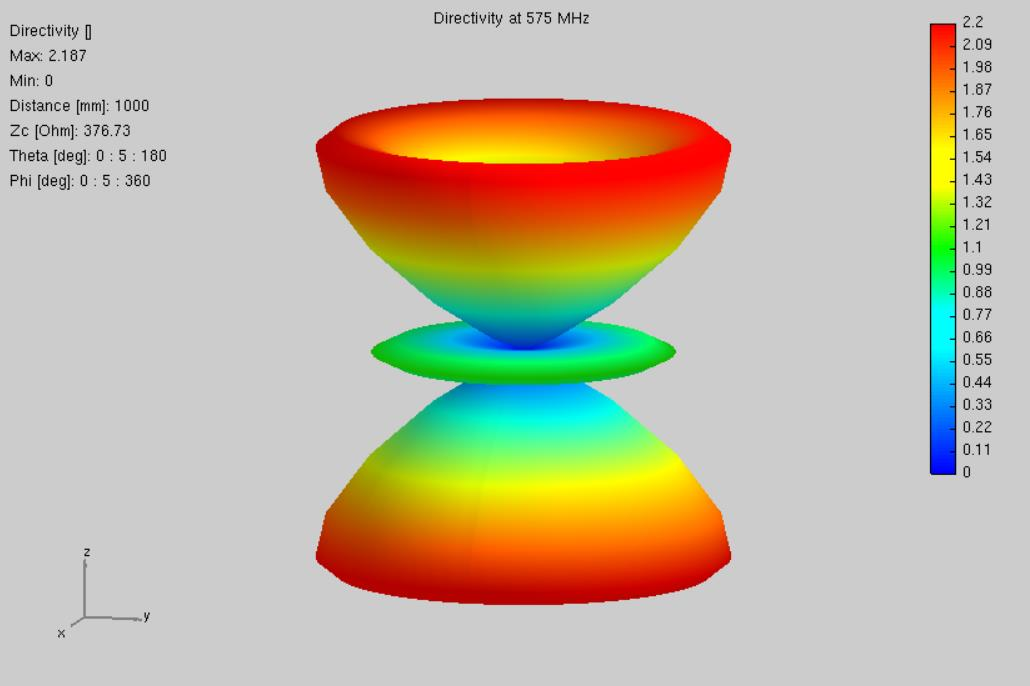 Directivity at 575 MHz
Directivity []
Max: 2.187
Min: 0
Distance [mm]: 1000
Zc [Ohm]: 376.73
Theta [deg]: 0 : 5 : 180
Phi [deg]: 0 : 5 : 360
2.2
2.09
1.98
1.87
1.76
1.65
1.54
1.43
1.32
1.21
1.1
0.99
0.88
0.77
0.66
0.55
0.44
0.33
0.22
0.11
0
z
y
x